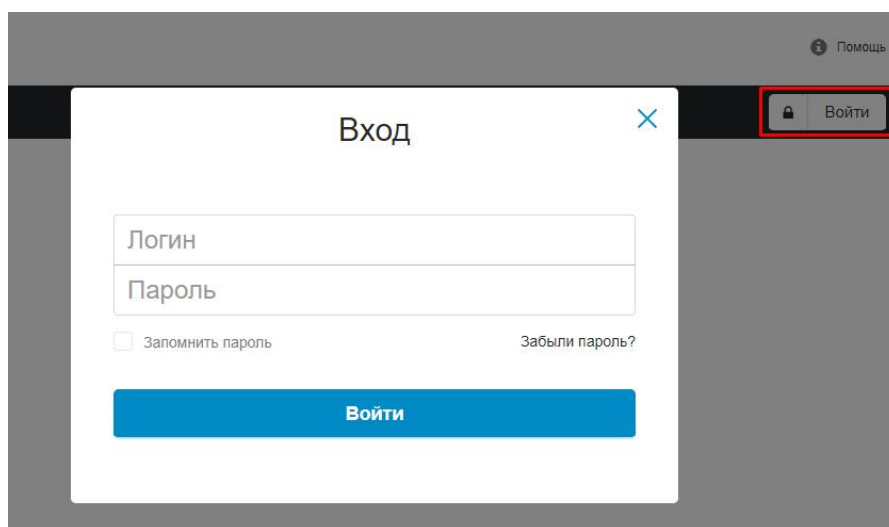 Помощь
Войти
Вход
Логин
Пароль
Запомнить пароль
Забыли пароль?
Войти